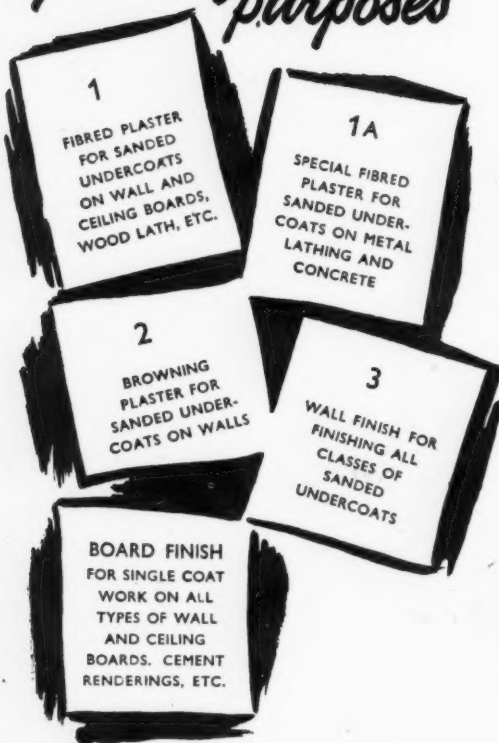 purposes
1
FIBRED PLASTER
FOR SANDED
UNDERCOATS
ON WALL AND
CEILING BOARDS,
WOOD LATH, ETC.
1A
SPECIAL FIBRED
PLASTER FOR
SANDED UNDER-
COATS ON METAL
LATHING AND
CONCRETE
2
BROWNING
PLASTER FOR
SANDED UNDER-
COATS ON WALLS
3
WALL FINISH FOR
FINISHING ALL
CLASSES OF
SANDED
UNDERCOATS
BOARD FINISH
FOR SINGLE COAT
WORK ON ALL
TYPES OF WALL
AND CEILING
BOARDS. CEMENT
RENDERINGS, ETC.